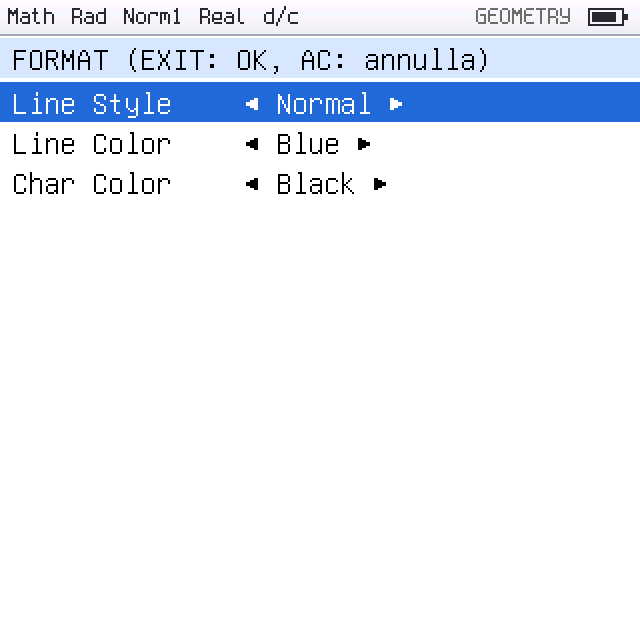 Math Rad Norm1 Real d/c GEOMETRY
FORMAT (EXIT: OK, AC: annulla)
Line Style ◄ Normal ►
Line Color ◄ Blue ►
Char Color ◄ Black ►